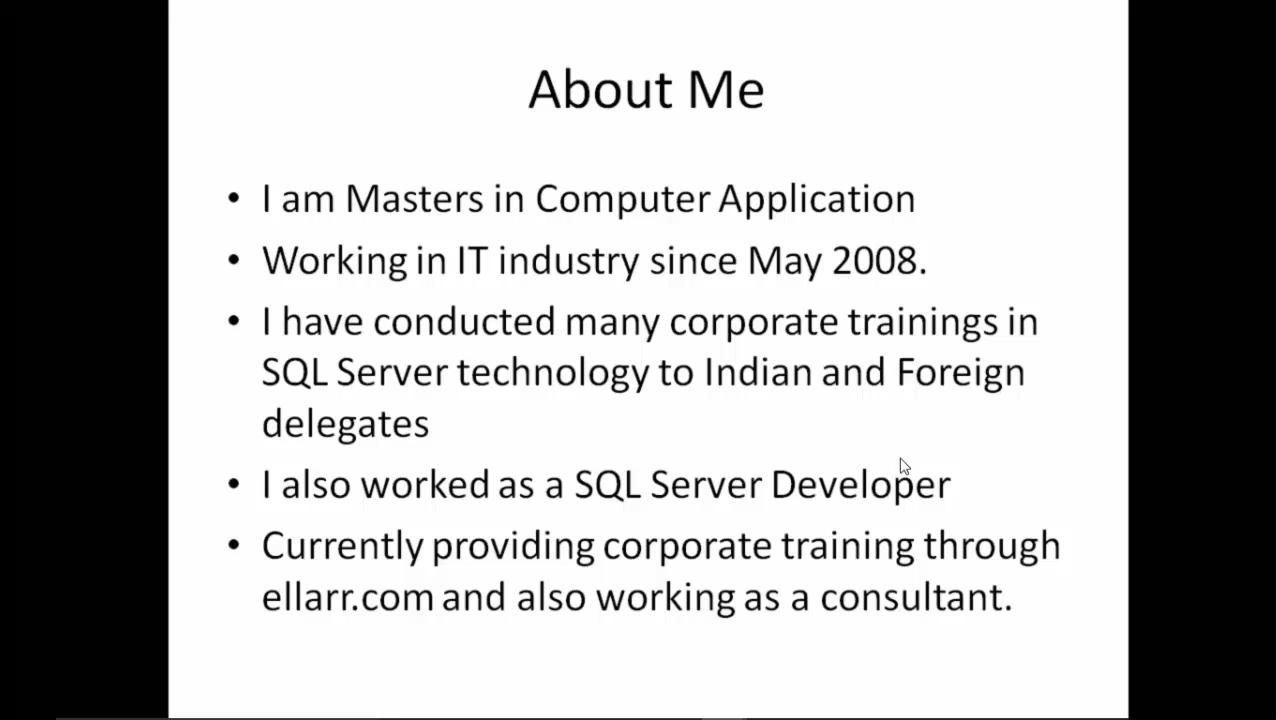 About Me
• I am Masters in Computer Application
• Working in IT industry since May 2008.
• I have conducted many corporate trainings in
SQL Server technology to Indian and Foreign
delegates
• I also worked as a SQL Server Developer
• Currently providing corporate training through
ellarr.com and also working as a consultant.